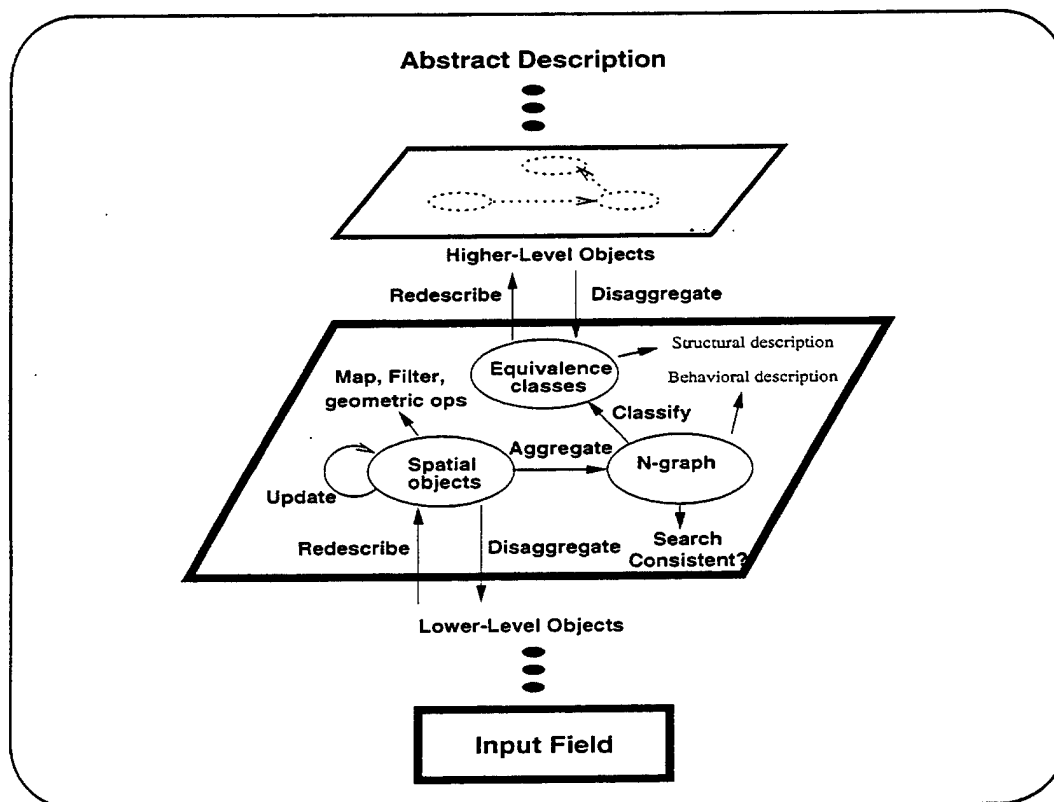 Abstract Description
Higher-Level Objects
Redescribe
Disaggregate
Structural description
Equivalence
classes
Behavioral description
Map, Filter,
geometric ops
Classify
Aggregate
Spatial
objects
N-graph
Update
Search
Consistent?
Redescribe
Disaggregate
Lower-Level Objects
Input Field